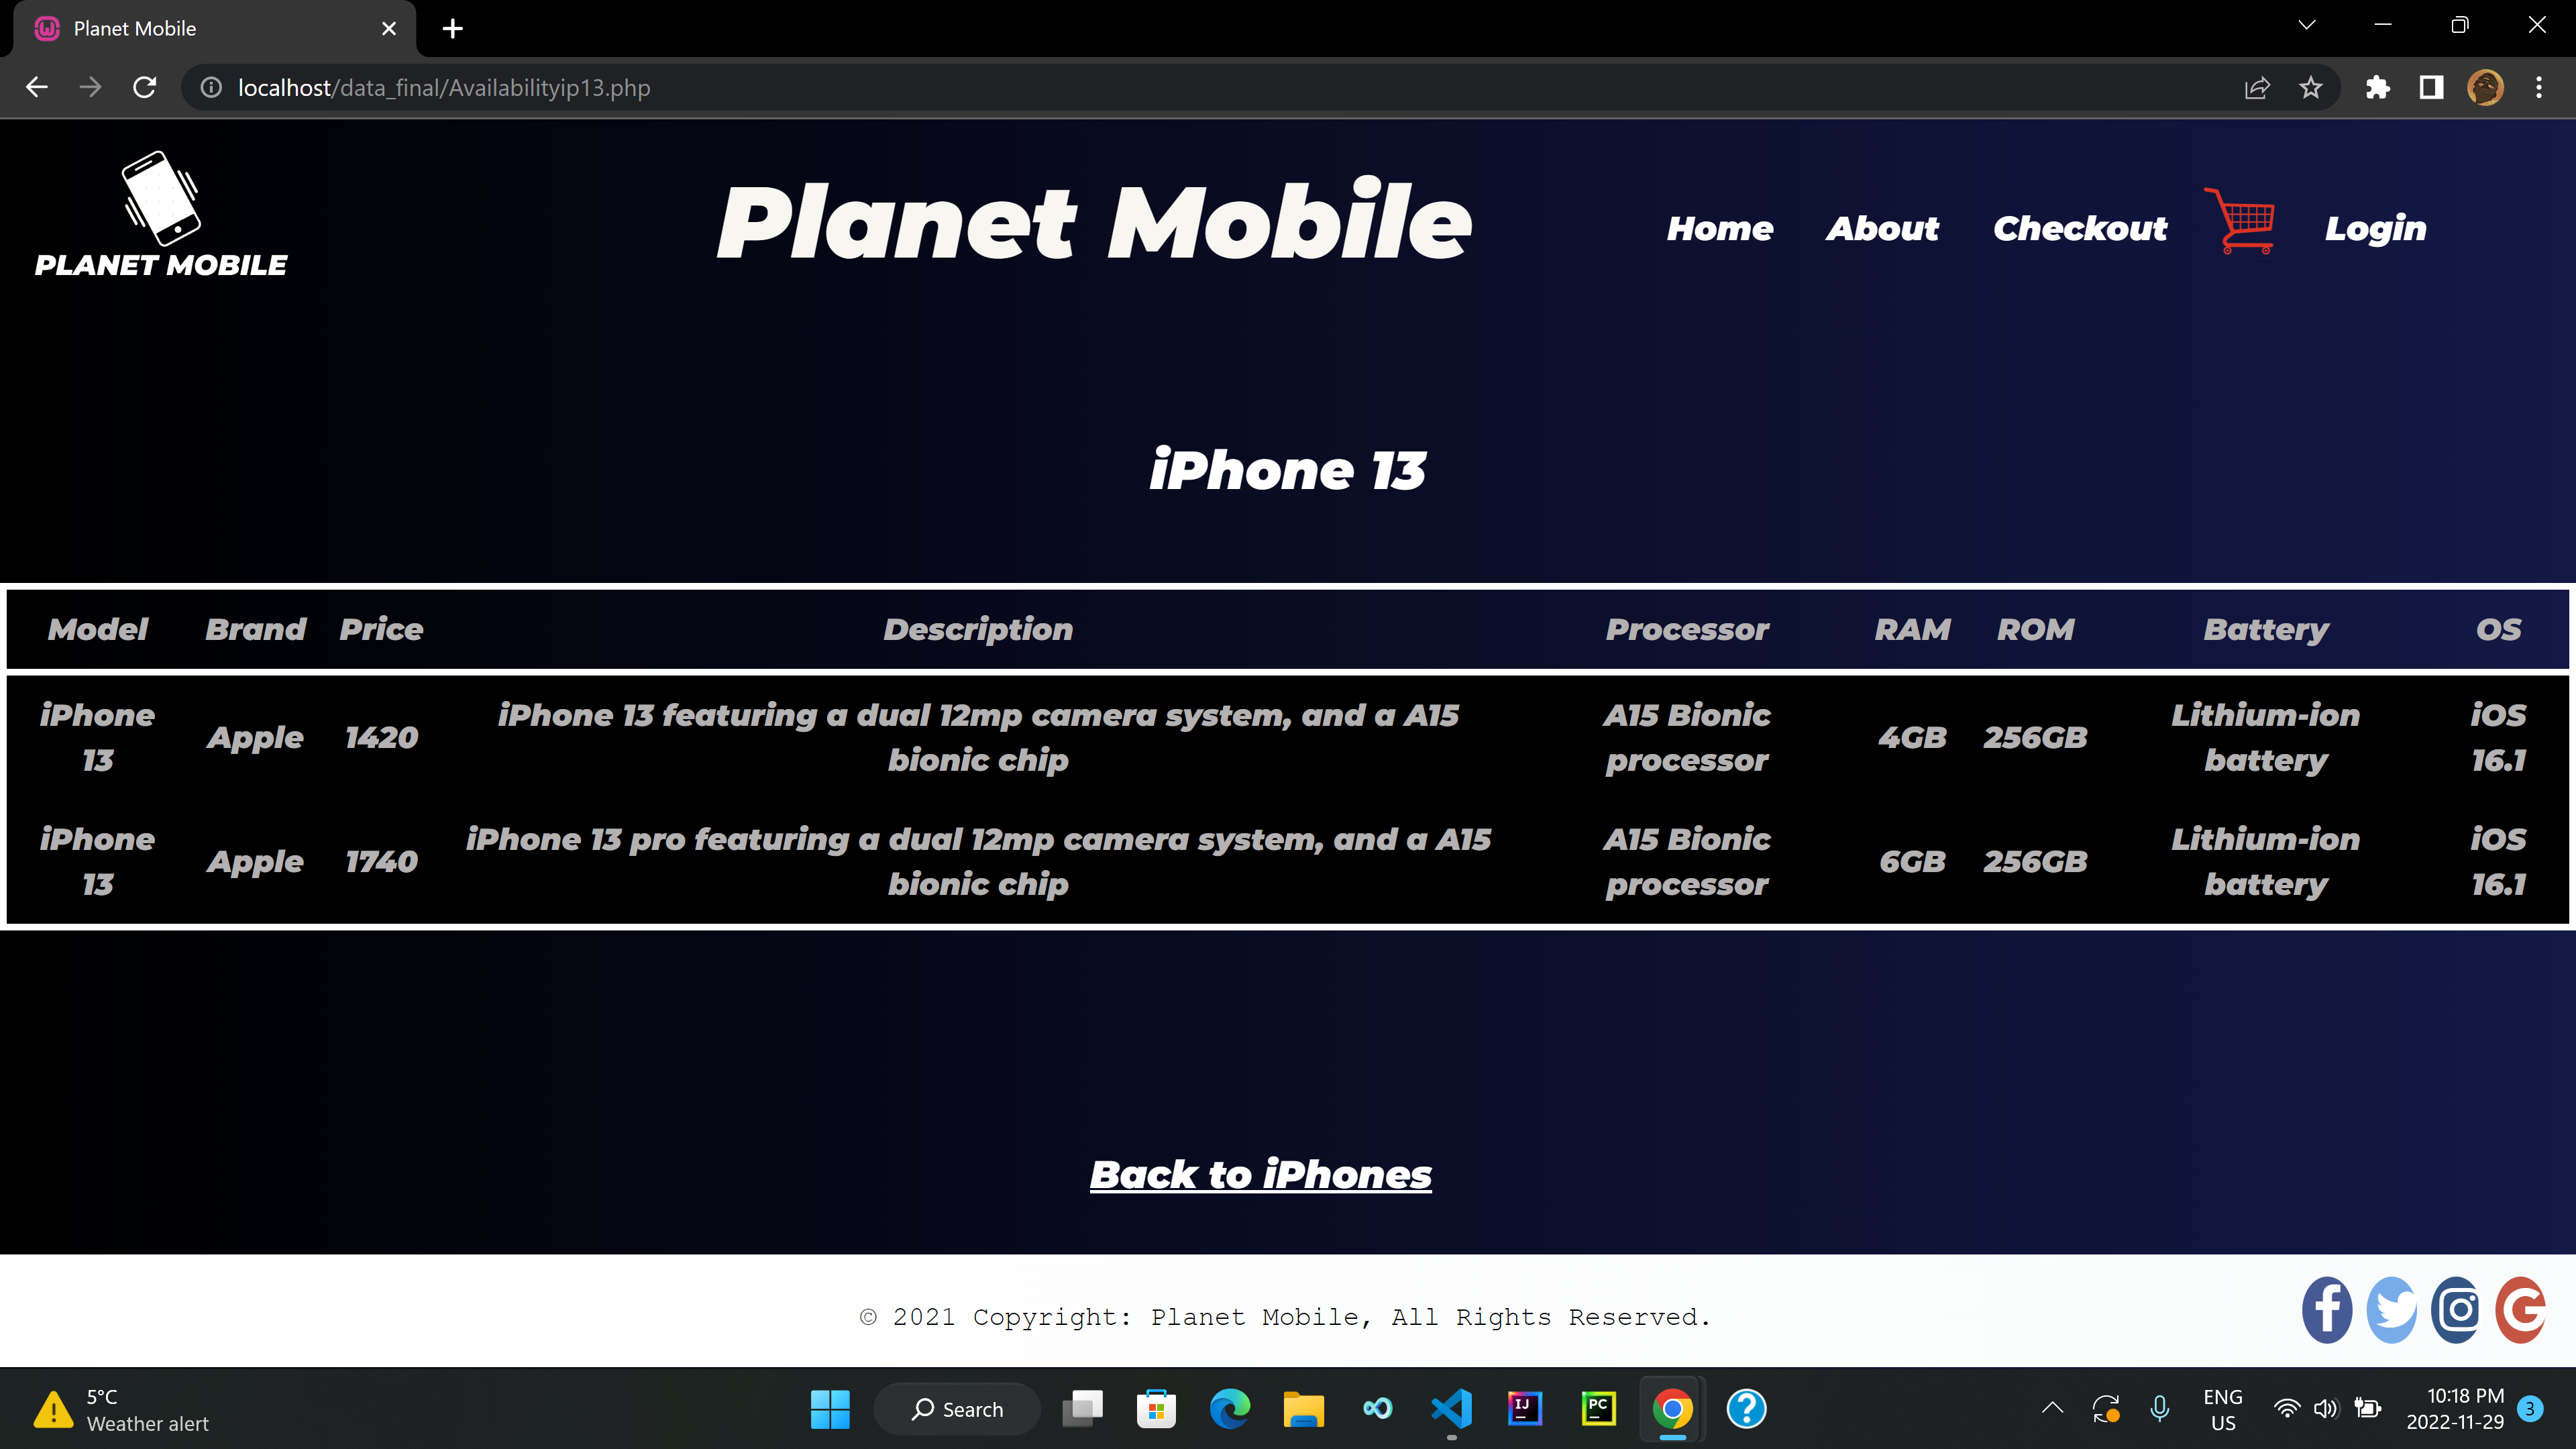 Planet Mobile
localhost/data_final/Availabilityip13.php
PLANET MOBILE
Planet Mobile
Home About Checkout Login
iPhone 13
Model Brand Price Description Processor RAM ROM Battery OS
iPhone 13 featuring a dual 12mp camera system, and a A15
iPhone
13
Apple 1420
bionic chip
A15 Bionic
processor
4GB 256GB
Lithium-ion
battery
iOS
16.1
iPhone
13
Apple 1740
iPhone 13 pro featuring a dual 12mp camera system, and a A15
bionic chip
A15 Bionic
processor
6GB 256GB
Lithium-ion
battery
iOS
16.1
Back to iPhones
© 2021 Copyright: Planet Mobile, All Rights Reserved.
5°C
Weather alert
Search
IJ
PC
ENG
US
10:18 PM
2022-11-29
3